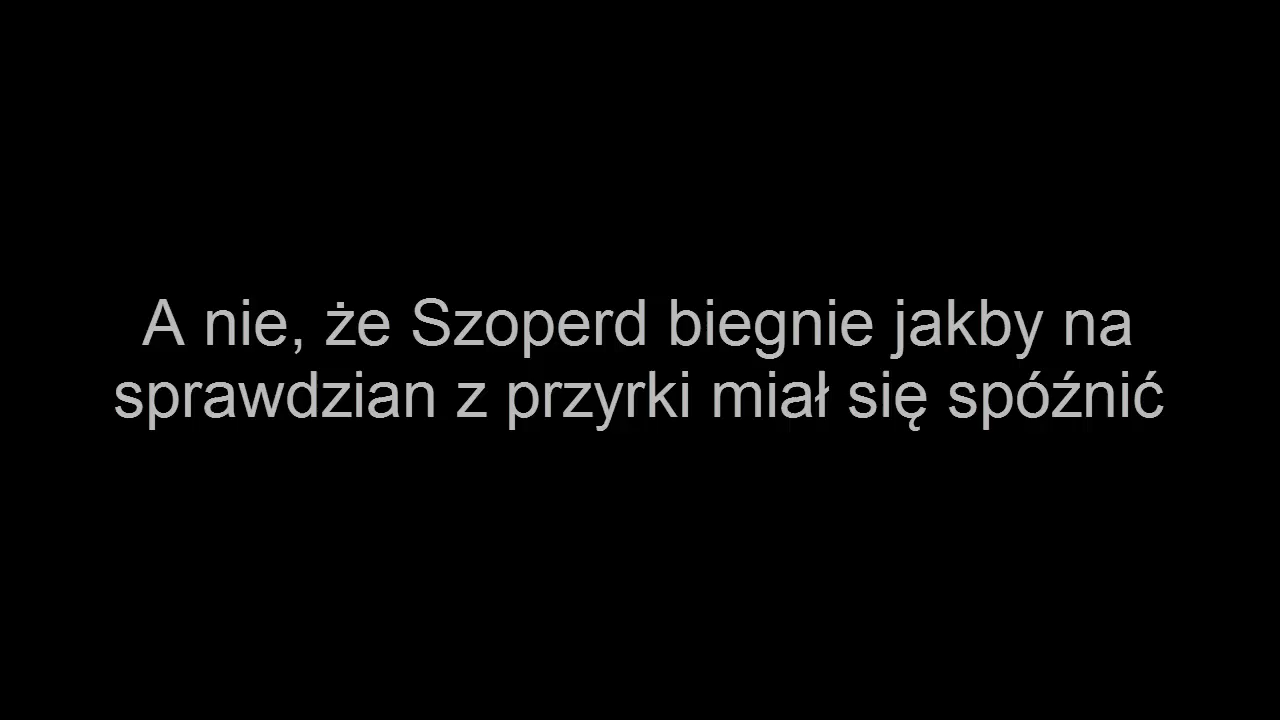 A nie, że Szoperd biegnie jakby na
sprawdzian z przyrki miał się spóźnić